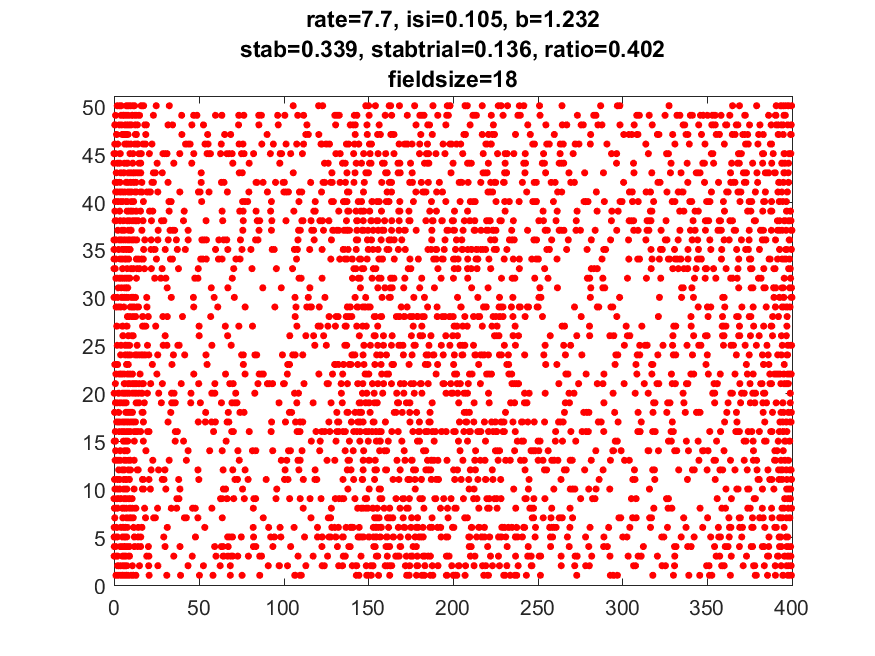 rate=7.7, isi=0.105, b=1.232
stab=0.339, stabtrial=0.136, ratio=0.402
fieldsize=18
50
45
40
35
30
25
20
15
10
5
0
0 50 100 150 200 250 300 350 400